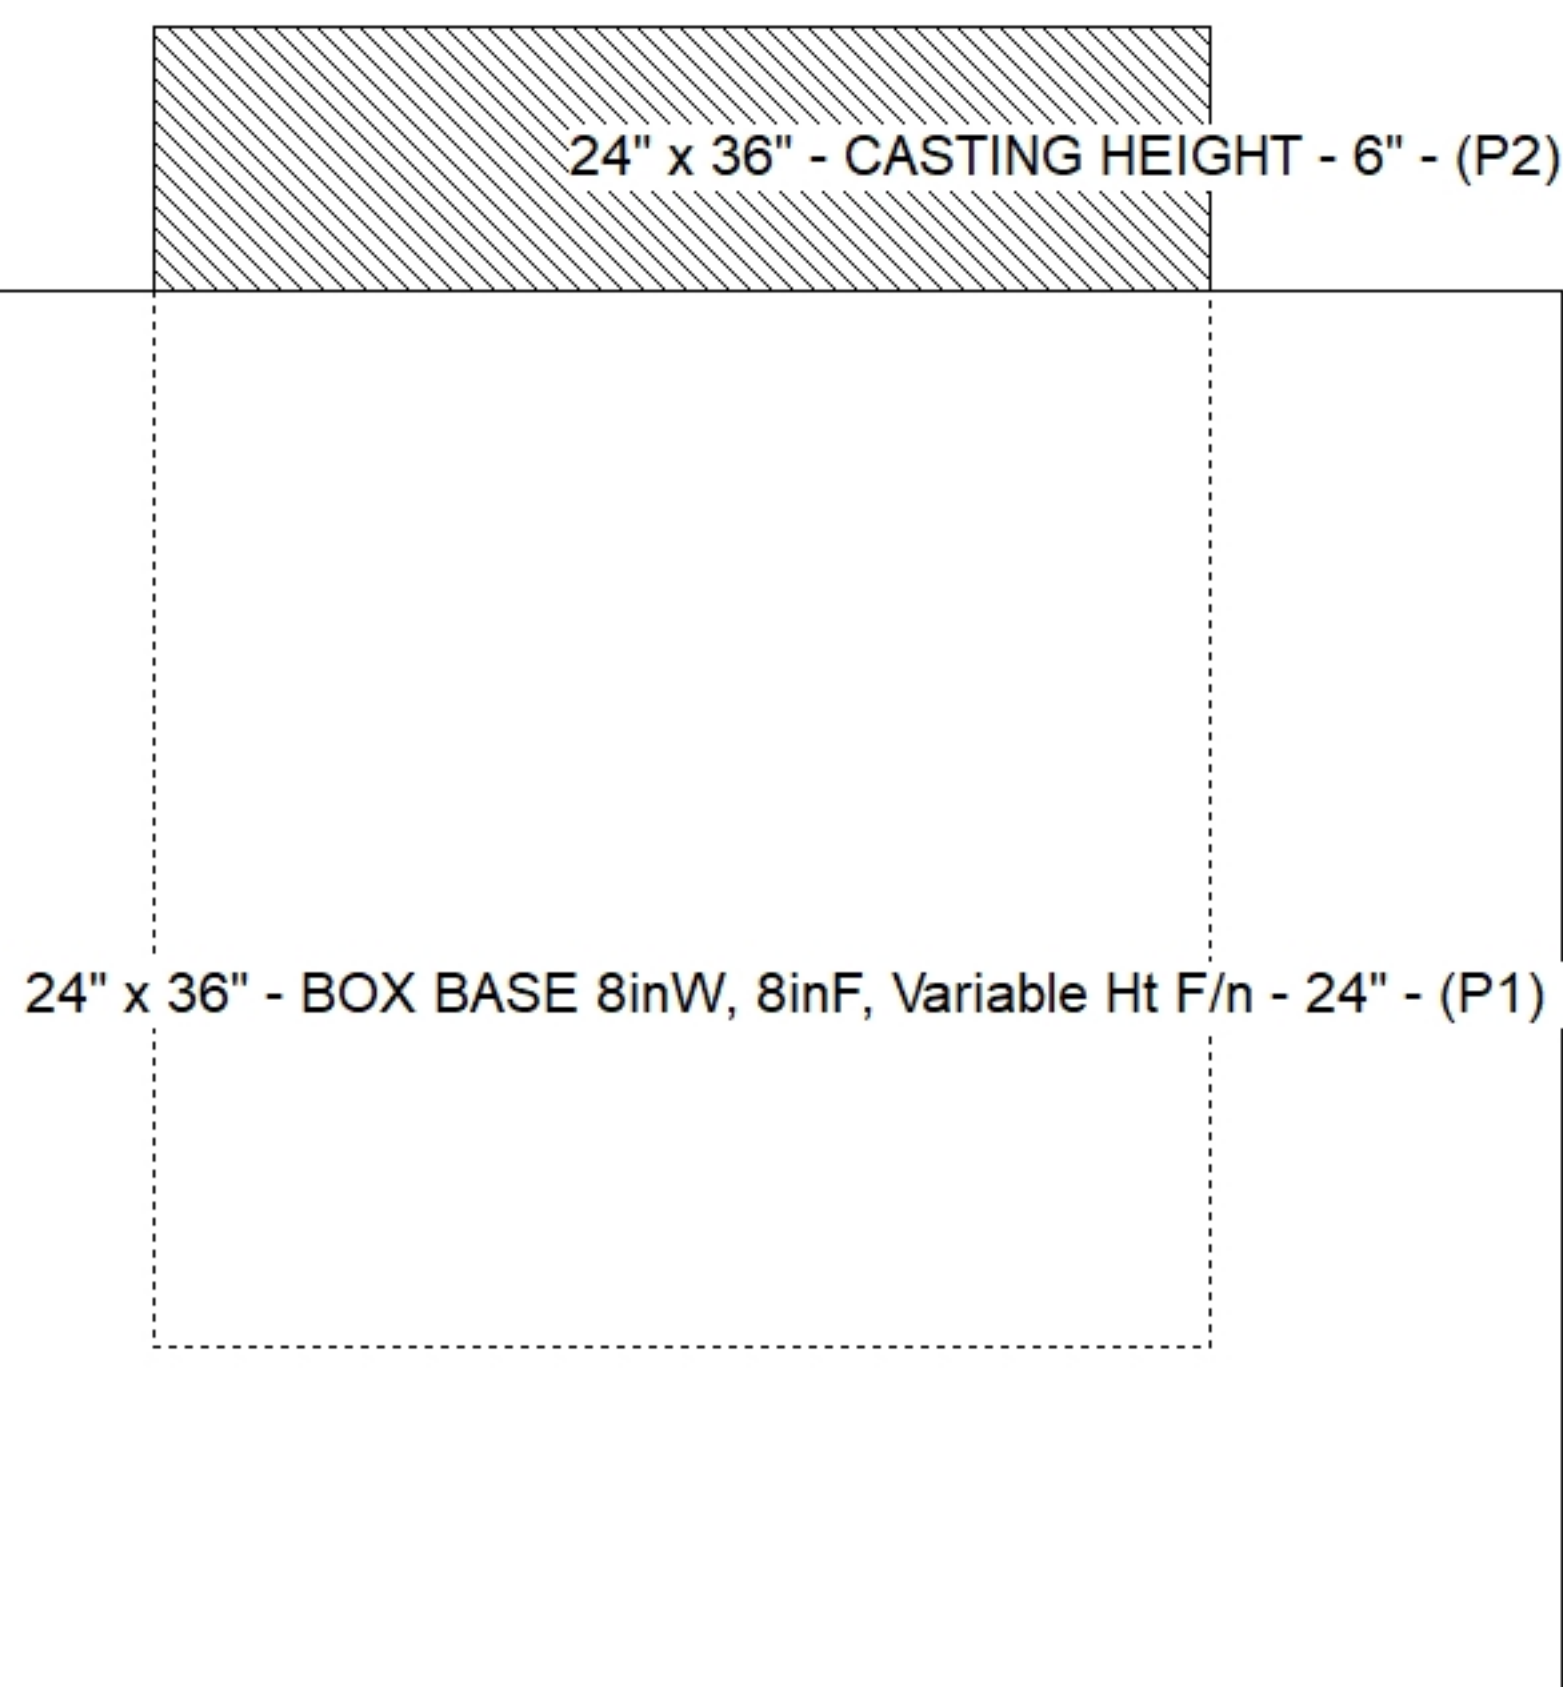 24" x 36" - CASTING HEIGHT - 6" - (P2)
24" x 36" - BOX BASE 8inW, 8inF, Variable Ht F/n - 24" - (P1)